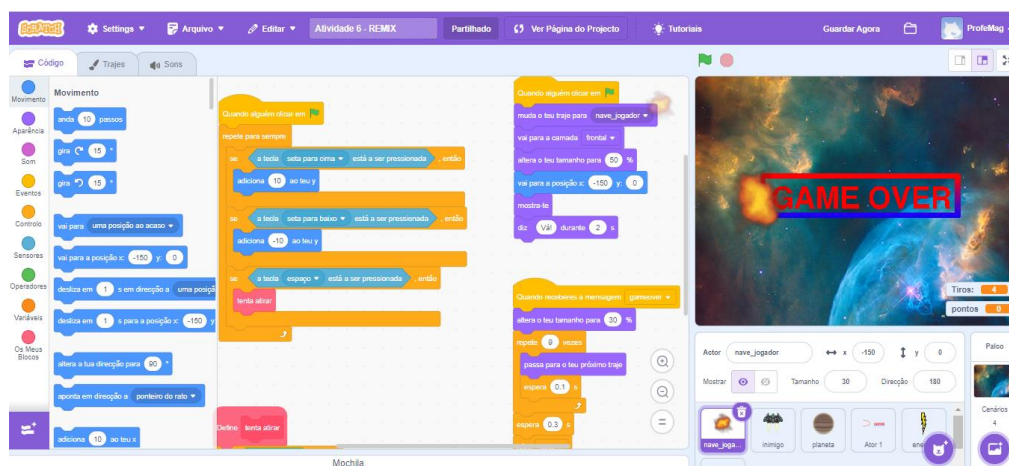 SCRATCH
Settings
Arquivo
Editar
Atividade 6 - REMIX
Partilhado
Ver Página do Projecto
Tutoriais
Guardar Agora
ProfeMag
Código
Trajes
Sons
Movimento
Aparência
Som
Eventos
Controlo
Sensores
Operadores
Variáveis
Os Meus
Blocos
Movimento
anda 10 passos
gira 15 °
gira 15 °
vai para uma posição ao acaso
vai para a posição x: -150 y: 0
desliza em 1 s em direcção a uma posiçã
desliza em 1 s para a posição x: -150 y
altera a tua direcção para 90 °
aponta em direcção a ponteiro do rato
adiciona 10 ao teu x
Quando alguém clicar em
repete para sempre
se a tecla seta para cima está a ser pressionada , então
adiciona 10 ao teu y
se a tecla seta para baixo está a ser pressionada , então
adiciona -10 ao teu y
se a tecla espaço está a ser pressionada , então
tenta atirar
Define tenta atirar
Quando alguém clicar em
muda o teu traje para nave_jogador
vai para a camada frontal
altera o teu tamanho para 50 %
vai para a posição x: -150 y: 0
mostra-te
diz Vá! durante 2 s
Quando receberes a mensagem gameover
altera o teu tamanho para 30 %
repete 9 vezes
passa para o teu próximo traje
espera 0.1 s
espera 0.3 s
Mochila
GAME OVER
Tiros: 4
pontos 0
Actor nave_jogador x -150 y 0
Mostrar Tamanho 30 Direcção 180
nave_joga...
inimigo
planeta
Ator 1
ene
Palco
Cenários
4